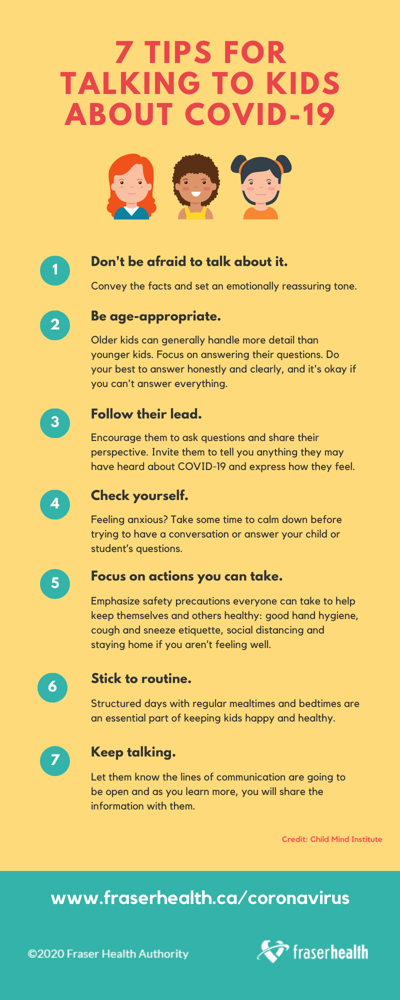 7 TIPS FOR
TALKING TO KIDS
ABOUT COVID-19
1
Don't be afraid to talk about it.
Convey the facts and set an emotionally reassuring tone.
2
Be age-appropriate.
Older kids can generally handle more detail than
younger kids. Focus on answering their questions. Do
your best to answer honestly and clearly, and it's okay if
you can't answer everything.
3
Follow their lead.
Encourage them to ask questions and share their
perspective. Invite them to tell you anything they may
have heard about COVID-19 and express how they feel.
4
Check yourself.
Feeling anxious? Take some time to calm down before
trying to have a conversation or answer your child or
student’s questions.
5
Focus on actions you can take.
Emphasize safety precautions everyone can take to help
keep themselves and others healthy: good hand hygiene,
cough and sneeze etiquette, social distancing and
staying home if you aren’t feeling well.
6
Stick to routine.
Structured days with regular mealtimes and bedtimes are
an essential part of keeping kids happy and healthy.
7
Keep talking.
Let them know the lines of communication are going to
be open and as you learn more, you will share the
information with them.
Credit: Child Mind Institute
www.fraserhealth.ca/coronavirus
©2020 Fraser Health Authority
fraserhealth